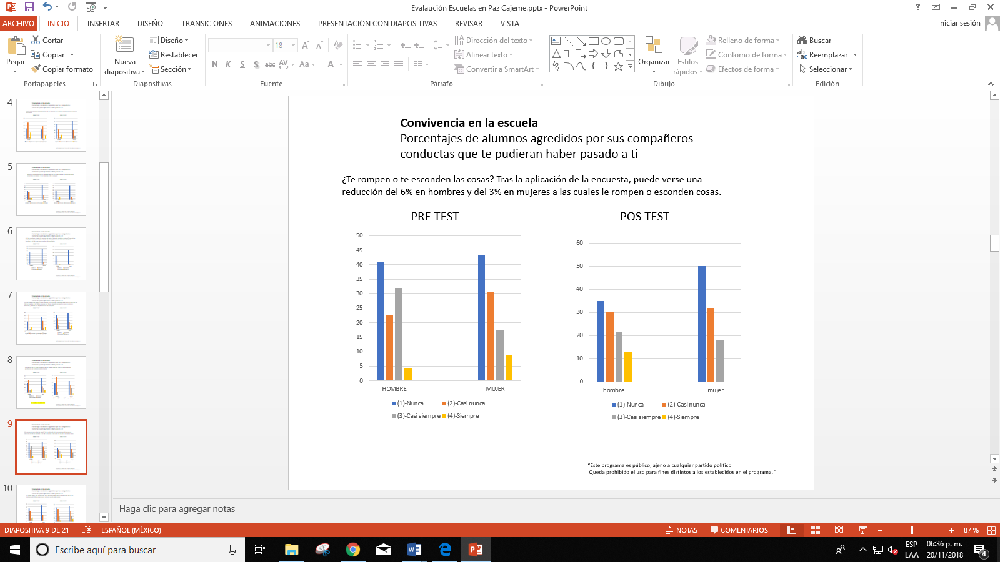 Evalaución Escuelas en Paz Cajeme.pptx - PowerPoint
ARCHIVO INICIO INSERTAR DISEÑO TRANSICIONES ANIMACIONES PRESENTACIÓN CON DIAPOSITIVAS REVISAR VISTA Iniciar sesión
Pegar
Cortar
Copiar
Copiar formato
Portapapeles
Nueva diapositiva
Diseño
Restablecer
Sección
Diapositivas
18
N K S S abc AV Aa A
Fuente
Dirección del texto
Alinear texto
Convertir a SmartArt
Párrafo
Organizar
Estilos rápidos
Relleno de forma
Contorno de forma
Efectos de forma
Dibujo
Buscar
Reemplazar
Seleccionar
Edición
4
5
6
7
8
9
10
Convivencia en la escuela
Porcentajes de alumnos agredidos por sus compañeros
conductas que te pudieran haber pasado a ti
¿Te rompen o te esconden las cosas? Tras la aplicación de la encuesta, puede verse una
reducción del 6% en hombres y del 3% en mujeres a las cuales le rompen o esconden cosas.
PRE TEST
50
45
40
35
30
25
20
15
10
5
0
HOMBRE MUJER
(1)-Nunca (2)-Casi nunca
(3)-Casi siempre (4)-Siempre
POS TEST
60
50
40
30
20
10
0
hombre mujer
(1)-Nunca (2)-Casi nunca
(3)-Casi siempre (4)-Siempre
“Este programa es público, ajeno a cualquier partido político.
Queda prohibido el uso para fines distintos a los establecidos en el programa.”
Haga clic para agregar notas
DIAPOSITIVA 9 DE 21 ESPAÑOL (MÉXICO) NOTAS COMENTARIOS 87 %
Escribe aquí para buscar
ESP
LAA
06:36 p. m.
20/11/2018
4